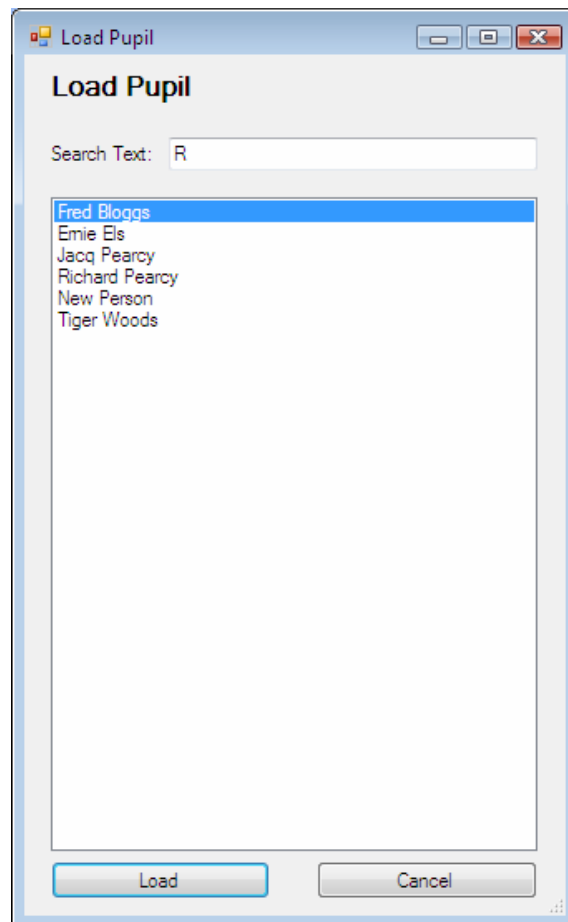 Load Pupil
Load Pupil
Search Text: R
Fred Bloggs
Ernie Els
Jacq Pearcy
Richard Pearcy
New Person
Tiger Woods
Load Cancel